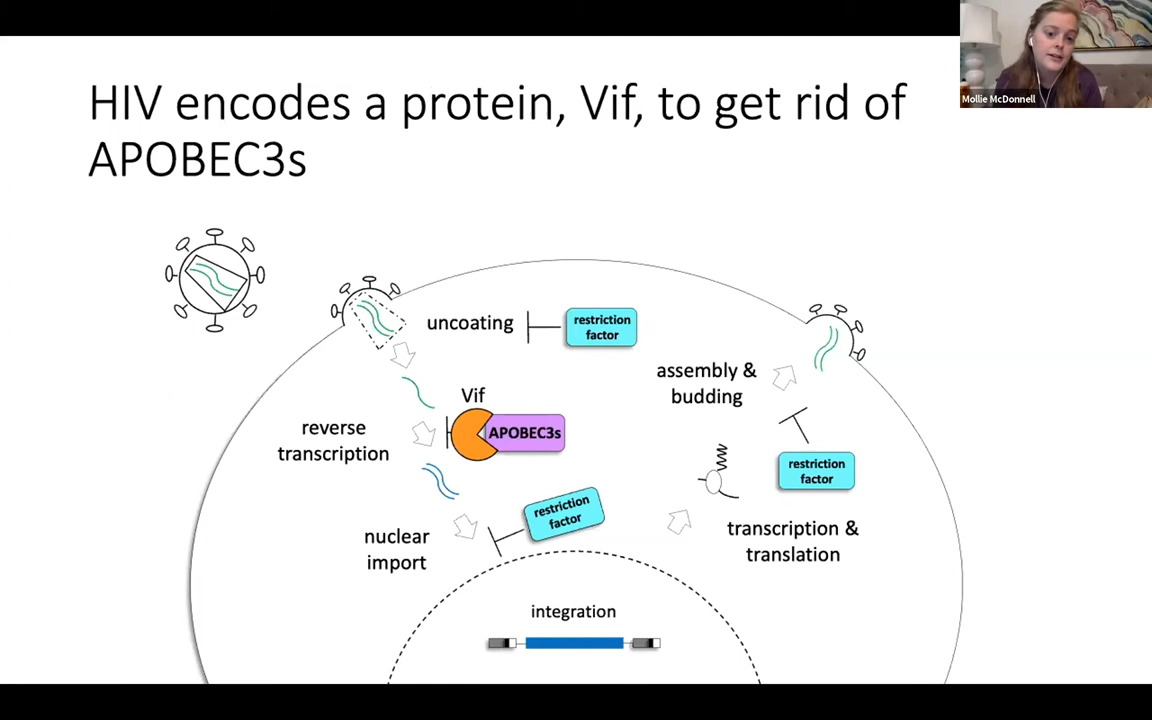 HIV encodes a protein, Vif, to get rid of
APOBEC3s
Mollie McDonnell
uncoating
restriction
factor
Vif
APOBEC3s
reverse
transcription
nuclear
import
restriction
factor
integration
assembly &
budding
restriction
factor
transcription &
translation